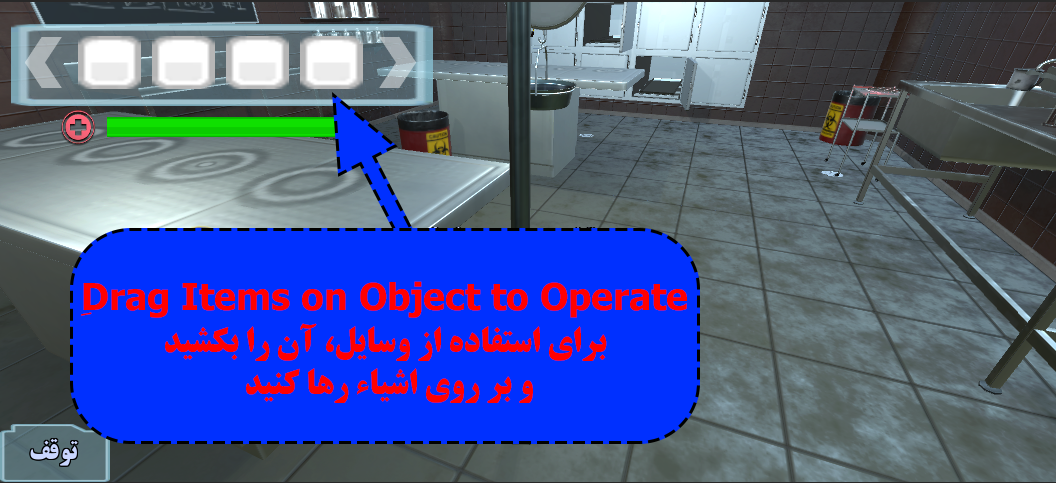 Drag Items on Object to Operate
برای استفاده از وسایل، آن را بکشید
و بر روی اشیاء رها کنید
توقف
CAUTION